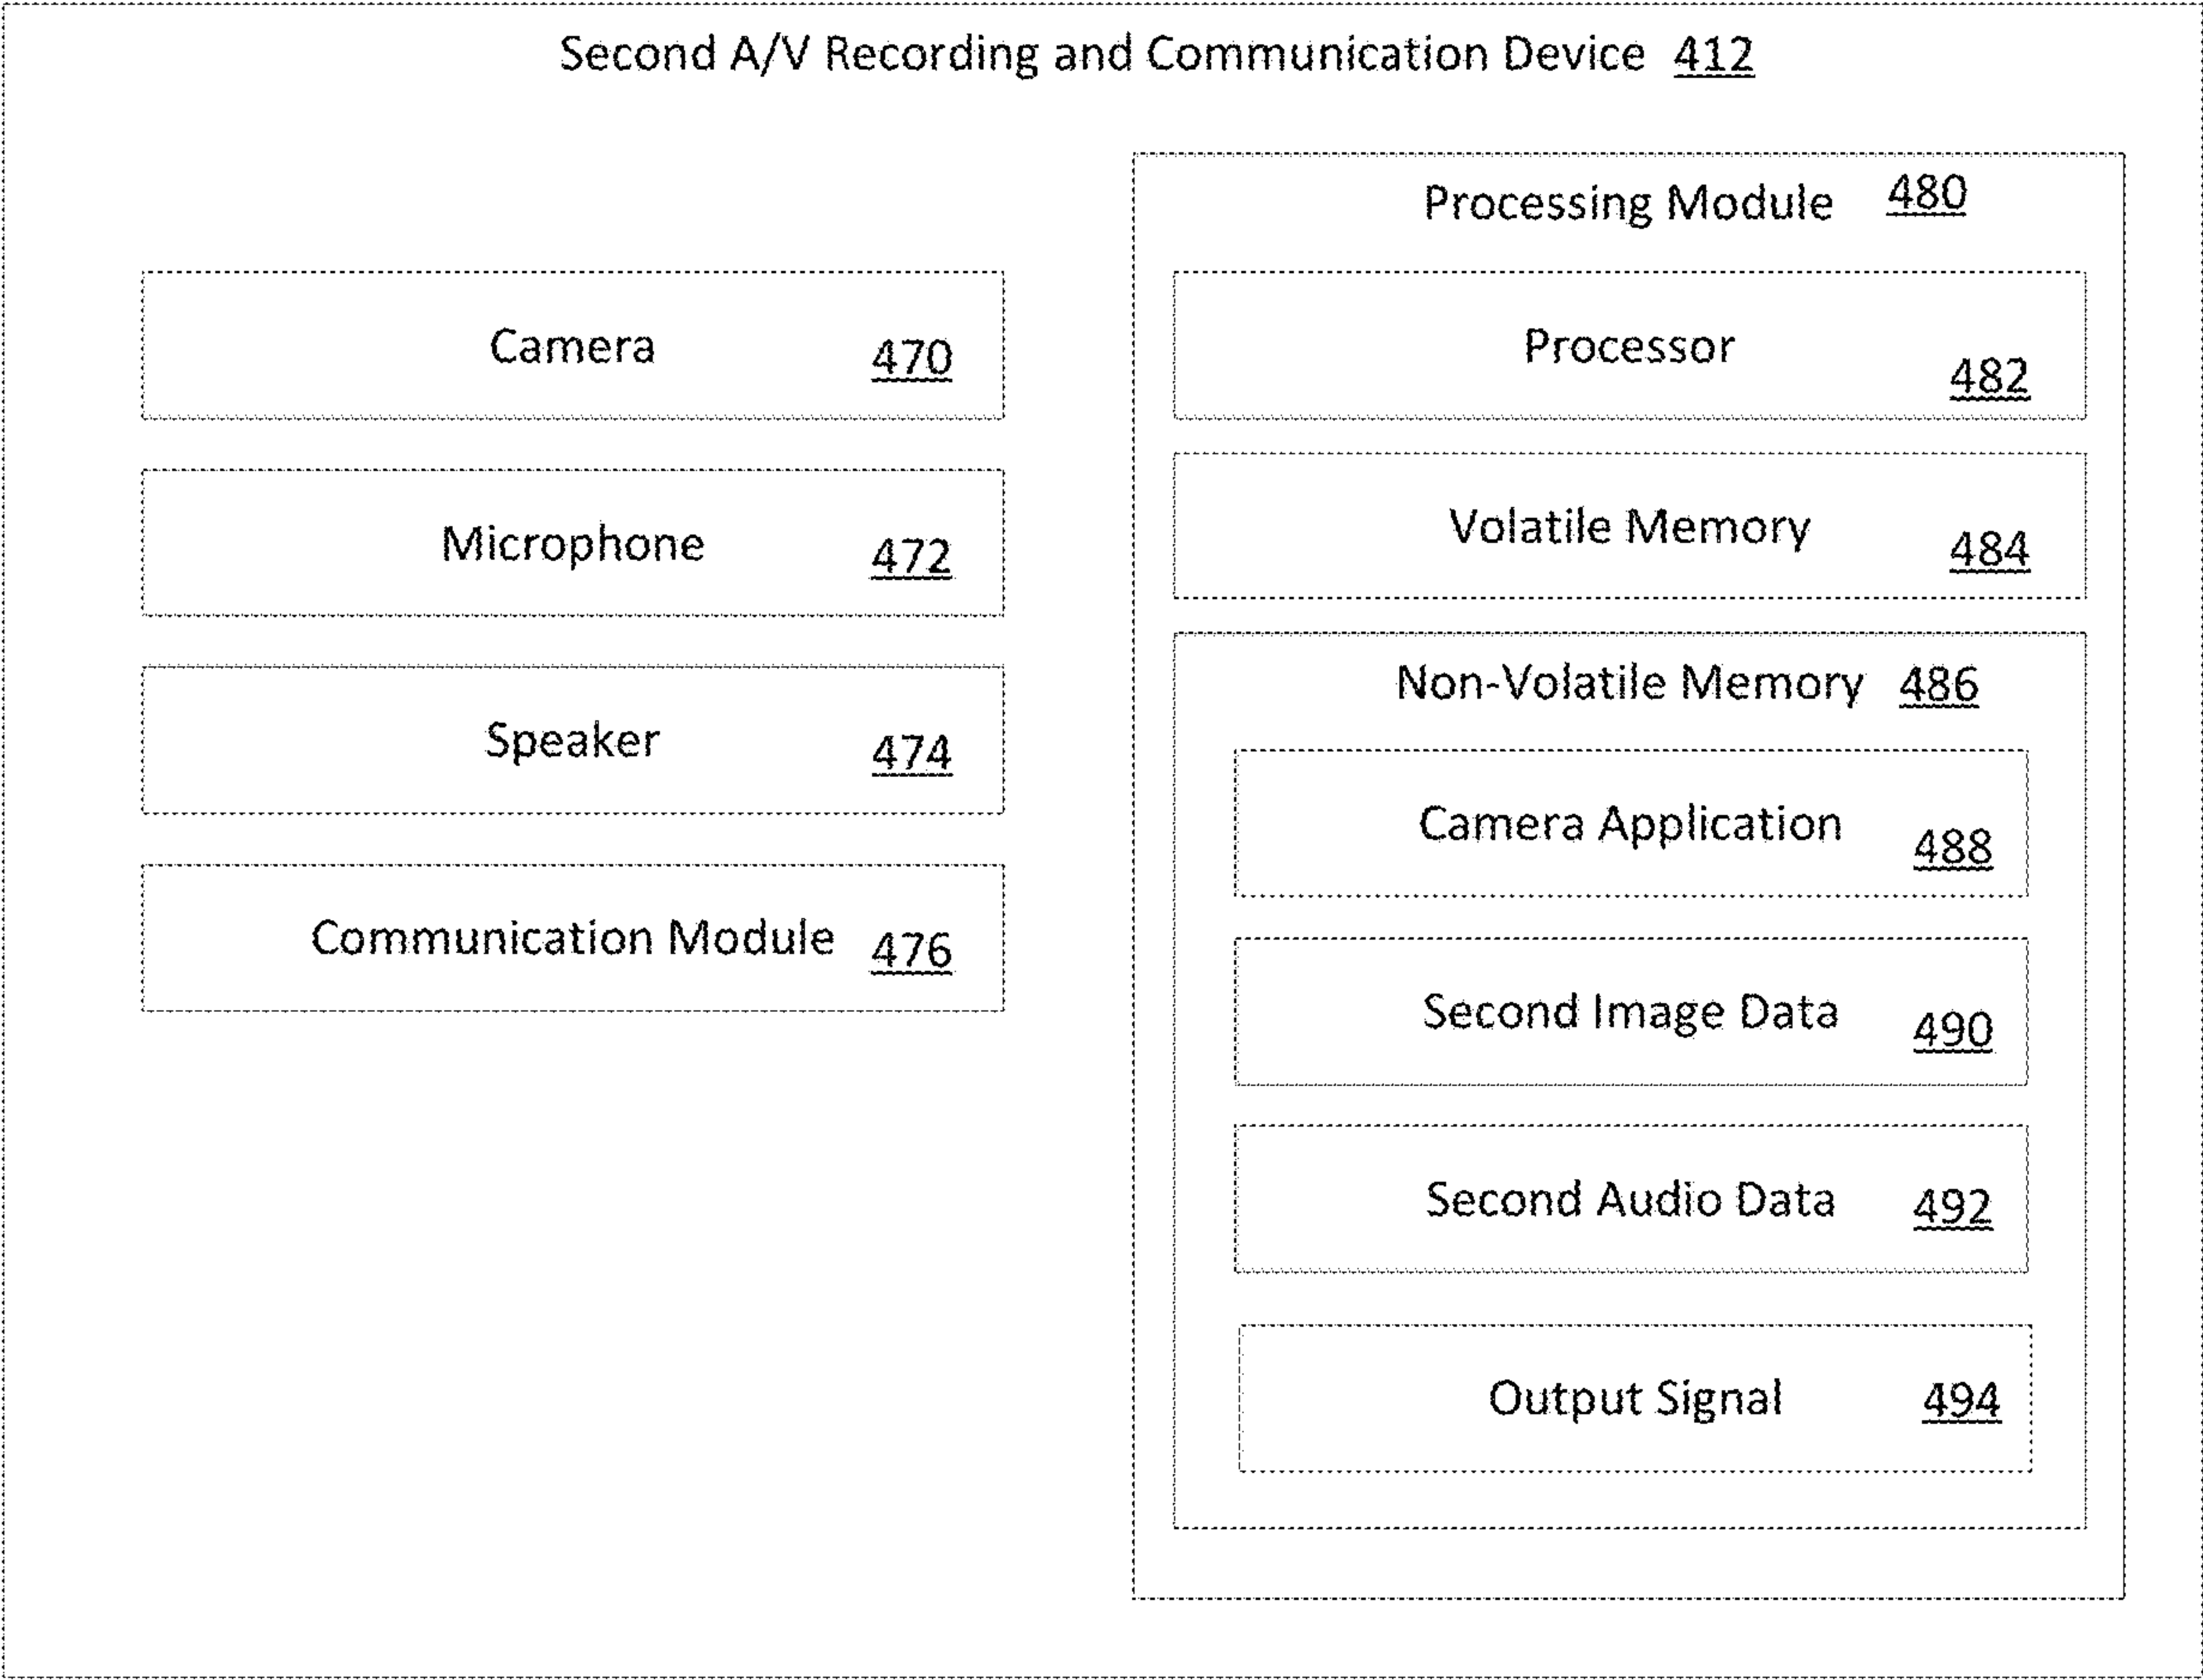 Second A/V Recording and Communication Device 412
Camera 470
Microphone 472
Speaker 474
Communication Module 476
Processing Module 480
Processor 482
Volatile Memory 484
Non-Volatile Memory 486
Camera Application 488
Second Image Data 490
Second Audio Data 492
Output Signal 494